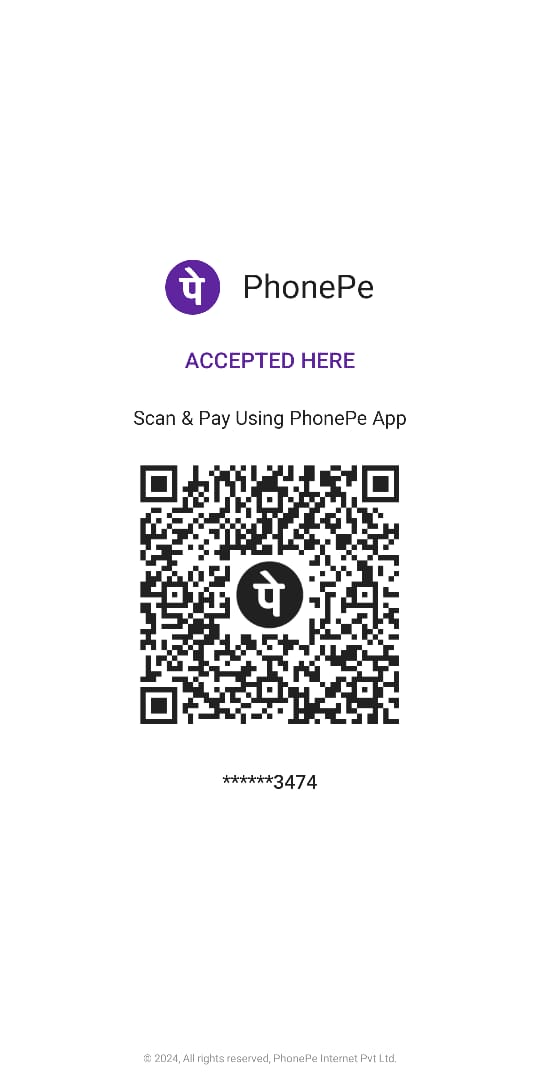 पे PhonePe
ACCEPTED HERE
Scan & Pay Using PhonePe App
पे
******3474
© 2024, All rights reserved, PhonePe Internet Pvt Ltd.